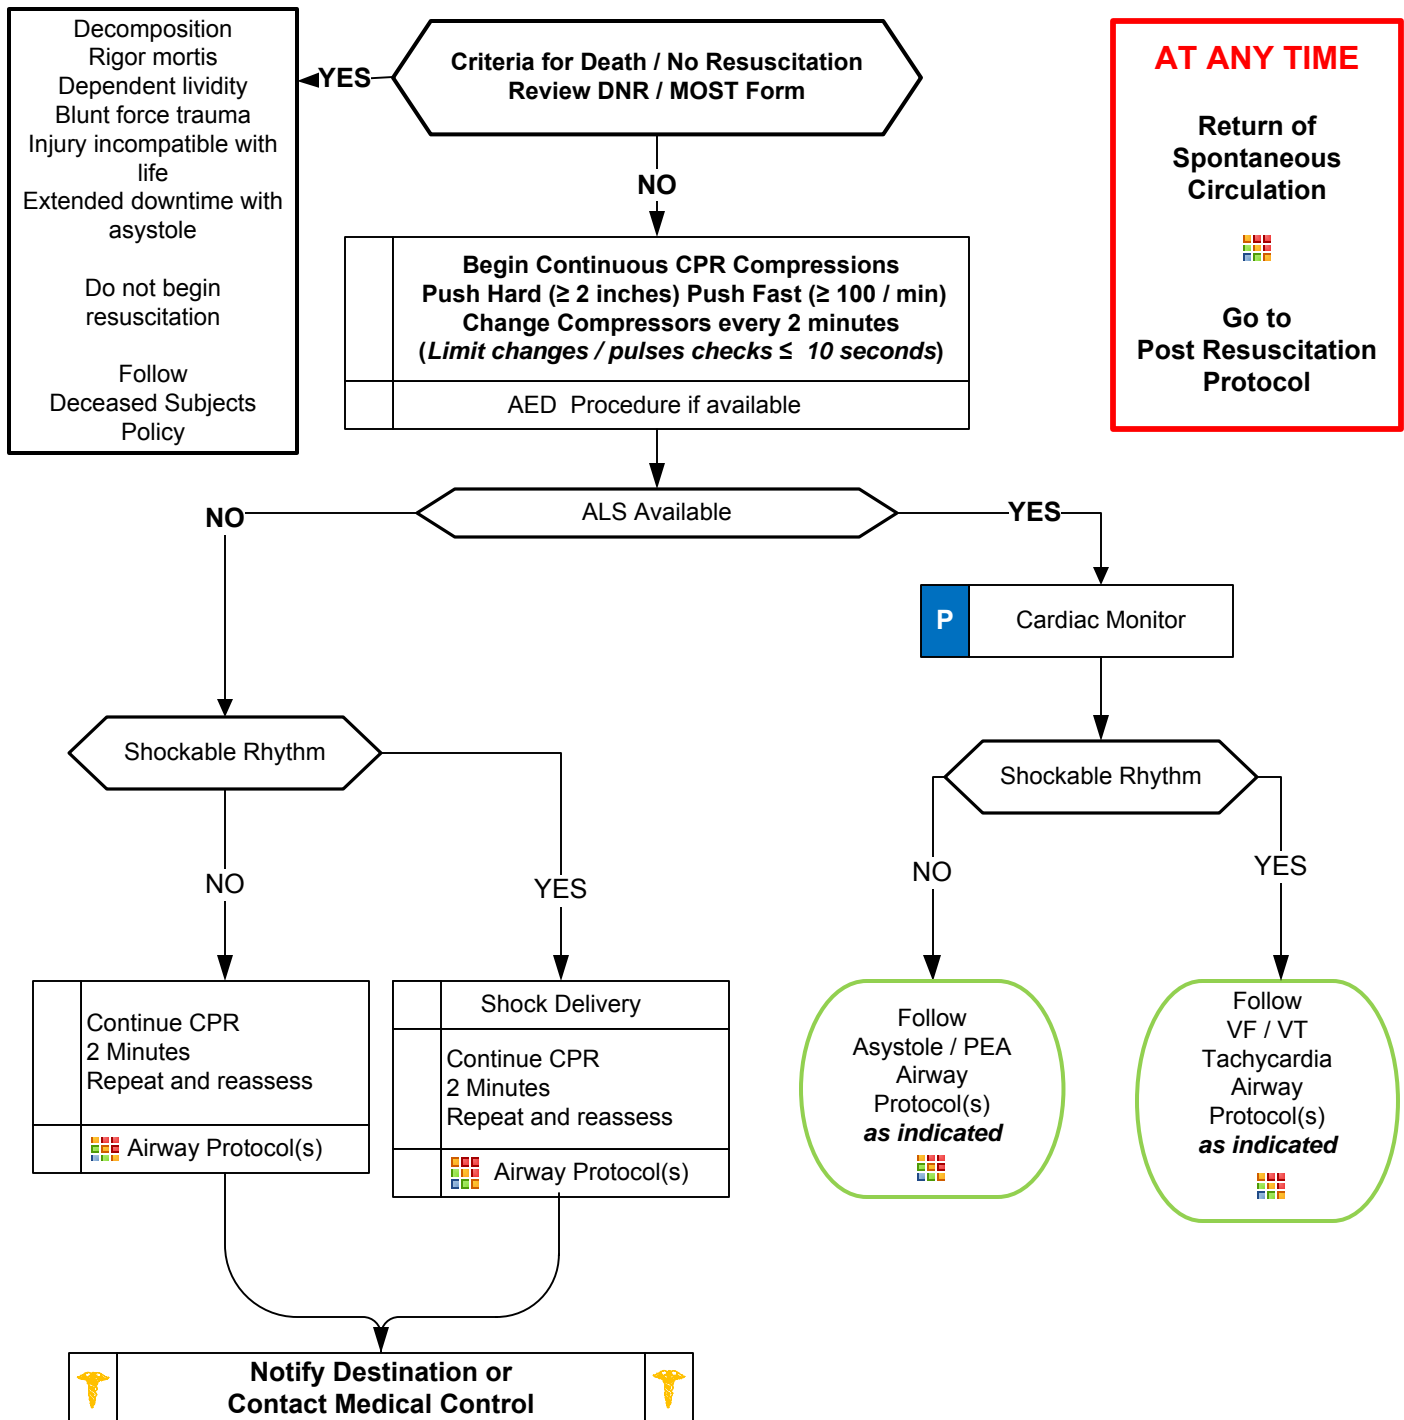 Decomposition
Rigor mortis
Dependent lividity
Blunt force trauma
Injury incompatible with
life
Extended downtime with
asystole
Do not begin
resuscitation
Follow
Deceased Subjects
Policy
YES
Criteria for Death / No Resuscitation
Review DNR / MOST Form
AT ANY TIME
Return of
Spontaneous
Circulation
Go to
Post Resuscitation
Protocol
NO
Begin Continuous CPR Compressions
Push Hard (≥ 2 inches) Push Fast (≥ 100 / min)
Change Compressors every 2 minutes
(Limit changes / pulses checks ≤ 10 seconds)
AED Procedure if available
NO
ALS Available
YES
P
Cardiac Monitor
Shockable Rhythm
Shockable Rhythm
NO
YES
NO
YES
Continue CPR
2 Minutes
Repeat and reassess
Airway Protocol(s)
Shock Delivery
Continue CPR
2 Minutes
Repeat and reassess
Airway Protocol(s)
Follow
Asystole / PEA
Airway
Protocol(s)
as indicated
Follow
VF / VT
Tachycardia
Airway
Protocol(s)
as indicated
Notify Destination or
Contact Medical Control